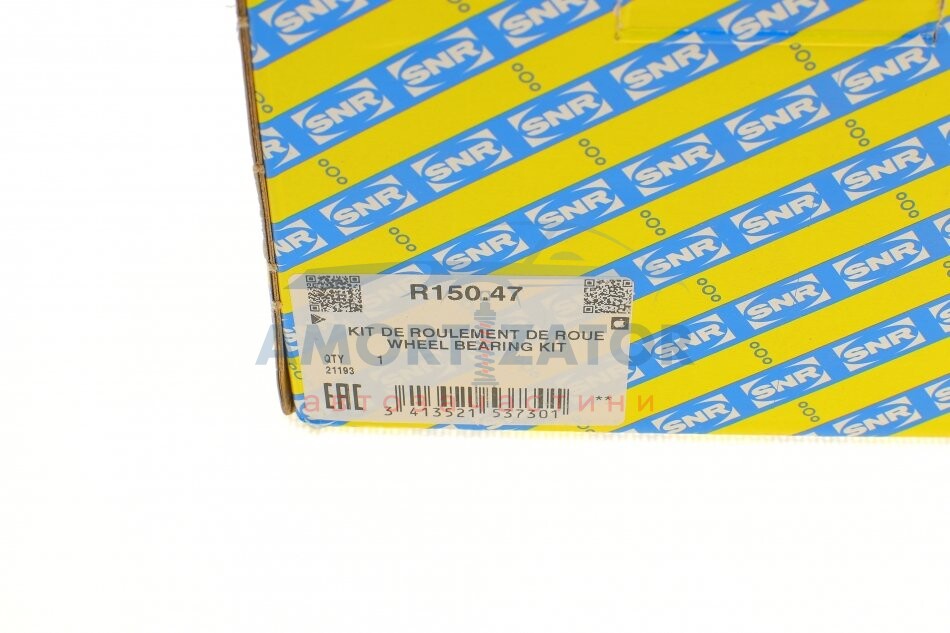 SNR
R150.47
KIT DE ROULEMENT DE ROUE
WHEEL BEARING KIT
QTY 1
21193
EAC
3 413521 537301
**
AMORTIZATOR
автозапчастини